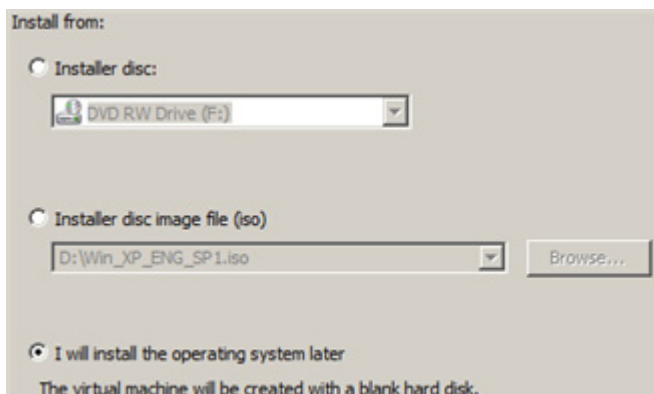 Install from:
Installer disc:
DVD RW Drive (F:)
Installer disc image file (iso)
D:\Win_XP_ENG_SP1.iso
Browse...
I will install the operating system later
The virtual machine will be created with a blank hard disk.